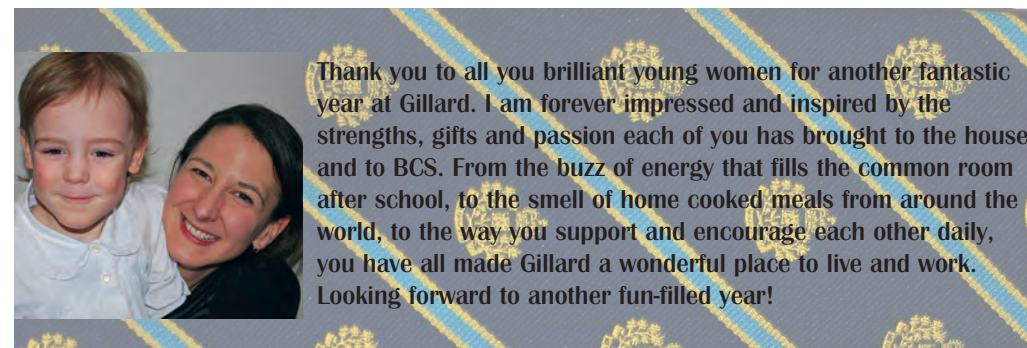 Thank you to all you brilliant young women for another fantastic
year at Gillard. I am forever impressed and inspired by the
strengths, gifts and passion each of you has brought to the house
and to BCS. From the buzz of energy that fills the common room
after school, to the smell of home cooked meals from around the
world, to the way you support and encourage each other daily,
you have all made Gillard a wonderful place to live and work.
Looking forward to another fun-filled year!